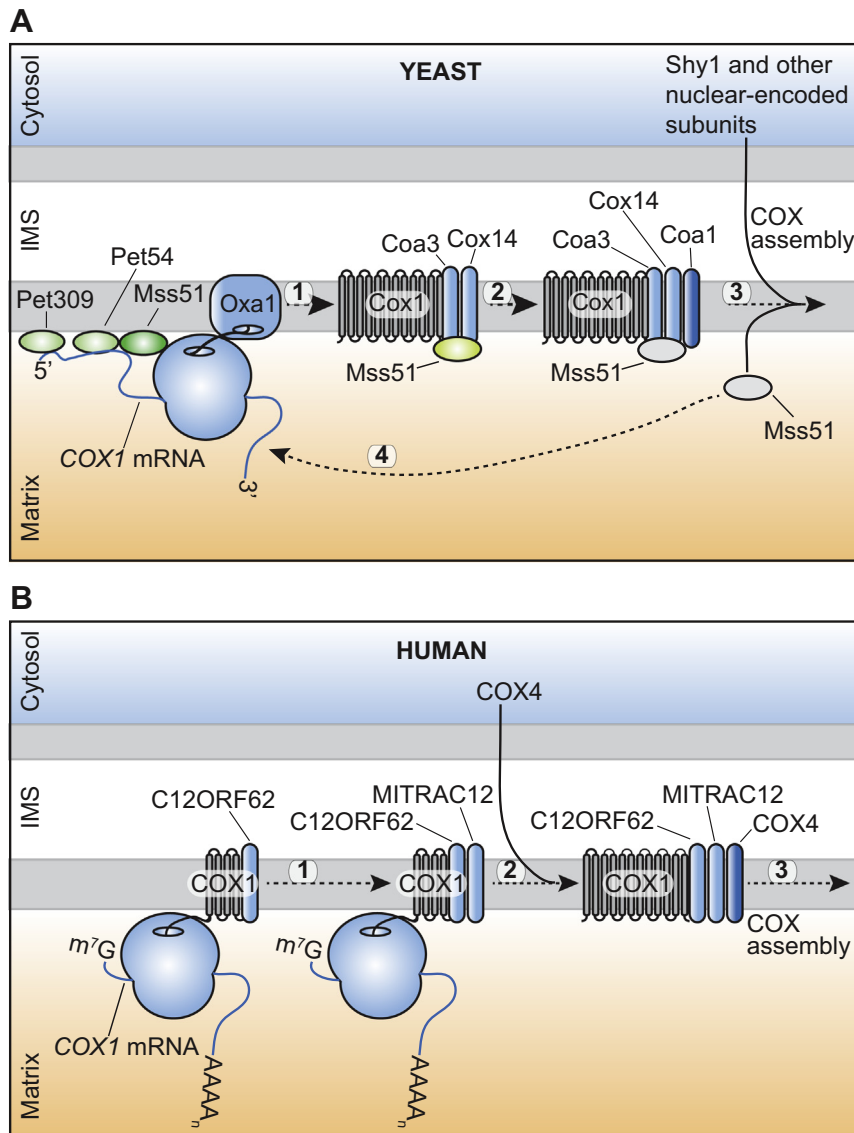 A
Cytosol
YEAST
Shy1 and other
nuclear-encoded
subunits
IMS
Cox14
COX
assembly
Coa3
Cox14
Coa3
Coa1
Pet54
Pet309
Mss51
Oxa1
1
Cox1
2
Cox1
3
5’
Mss51
Mss51
Mss51
COX1 mRNA
4
3’
Matrix
B
Cytosol
HUMAN
COX4
IMS
C12ORF62
MITRAC12
C12ORF62
MITRAC12
C12ORF62
COX4
COX1
1
COX1
2
COX1
3
COX
assembly
m⁷G
m⁷G
COX1 mRNA
AAAAₙ
AAAAₙ
Matrix